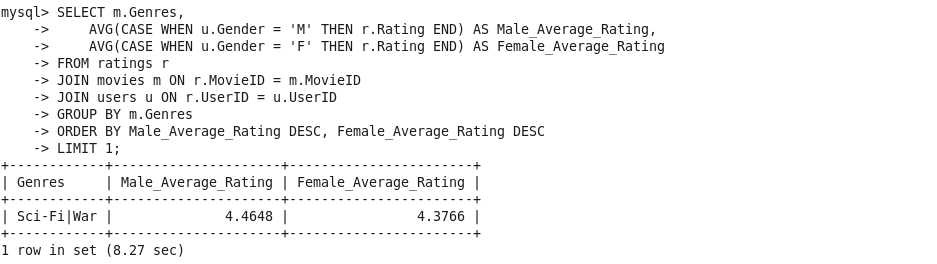 mysql> SELECT m.Genres,
    ->     AVG(CASE WHEN u.Gender = 'M' THEN r.Rating END) AS Male_Average_Rating,
    ->     AVG(CASE WHEN u.Gender = 'F' THEN r.Rating END) AS Female_Average_Rating
    -> FROM ratings r
    -> JOIN movies m ON r.MovieID = m.MovieID
    -> JOIN users u ON r.UserID = u.UserID
    -> GROUP BY m.Genres
    -> ORDER BY Male_Average_Rating DESC, Female_Average_Rating DESC
    -> LIMIT 1;
+------------+---------------------+-----------------------+
| Genres     | Male_Average_Rating | Female_Average_Rating |
+------------+---------------------+-----------------------+
| Sci-Fi|War |              4.4648 |                4.3766 |
+------------+---------------------+-----------------------+
1 row in set (8.27 sec)